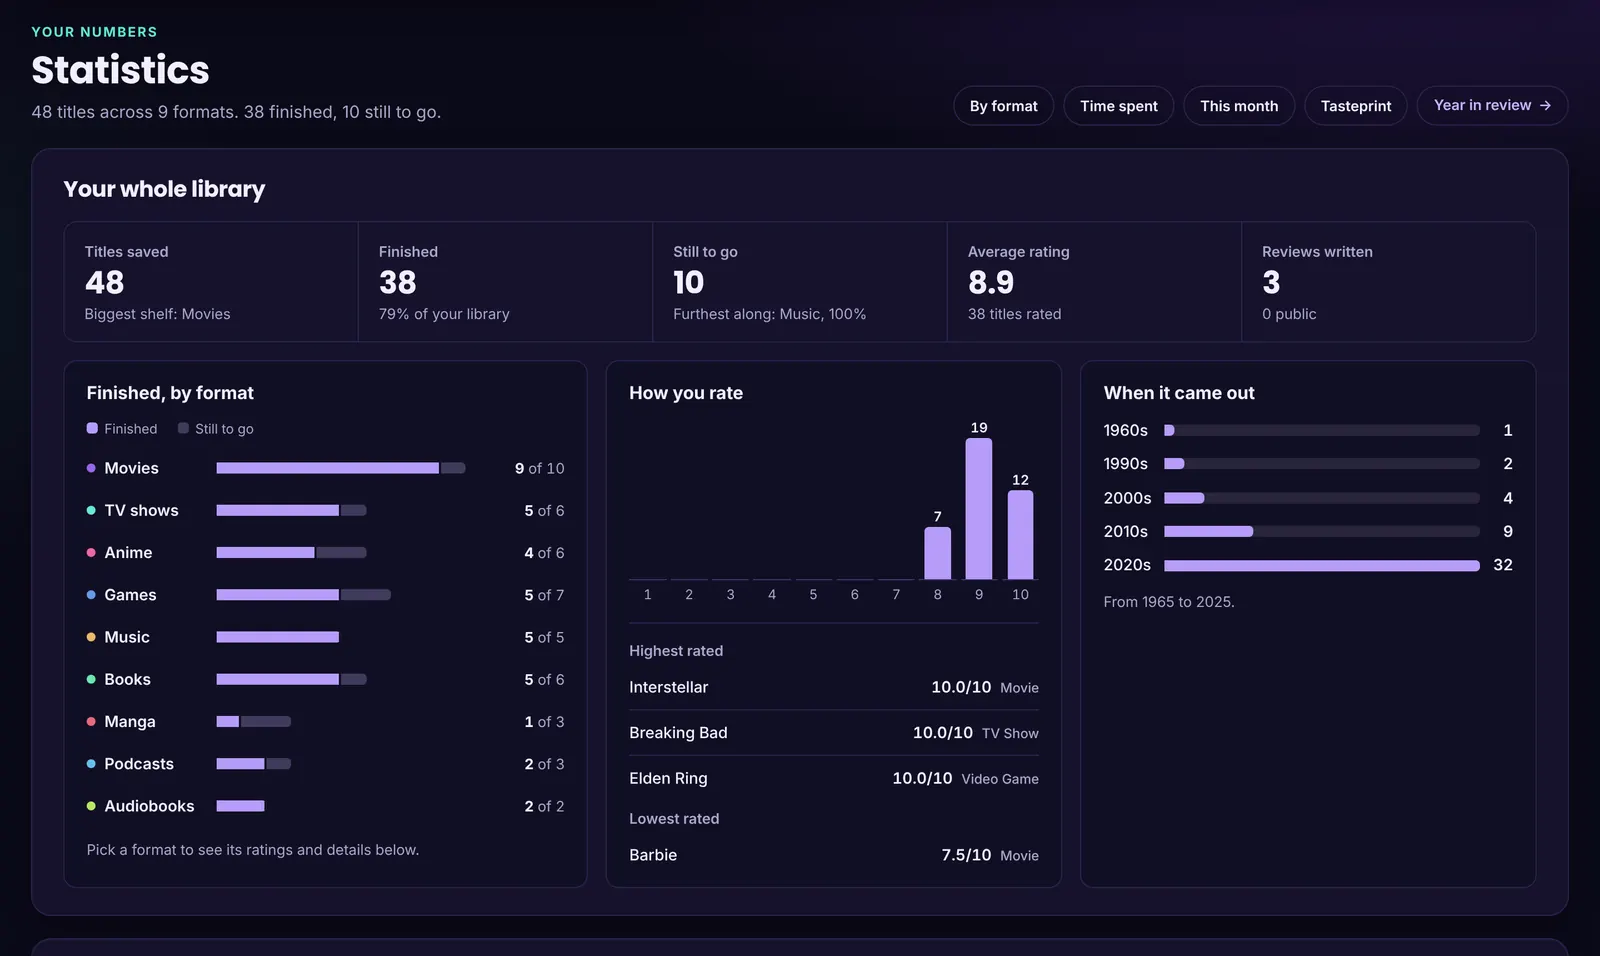 YOUR NUMBERS
Statistics
48 titles across 9 formats. 38 finished, 10 still to go.
By format
Time spent
This month
Tasteprint
Year in review →
Your whole library
Titles saved
48
Biggest shelf: Movies
Finished
38
79% of your library
Still to go
10
Furthest along: Music, 100%
Average rating
8.9
38 titles rated
Reviews written
3
0 public
Finished, by format
Finished
Still to go
Movies 9 of 10
TV shows 5 of 6
Anime 4 of 6
Games 5 of 7
Music 5 of 5
Books 5 of 6
Manga 1 of 3
Podcasts 2 of 3
Audiobooks 2 of 2
Pick a format to see its ratings and details below.
How you rate
19
12
7
1 2 3 4 5 6 7 8 9 10
Highest rated
Interstellar 10.0/10 Movie
Breaking Bad 10.0/10 TV Show
Elden Ring 10.0/10 Video Game
Lowest rated
Barbie 7.5/10 Movie
When it came out
1960s 1
1990s 2
2000s 4
2010s 9
2020s 32
From 1965 to 2025.